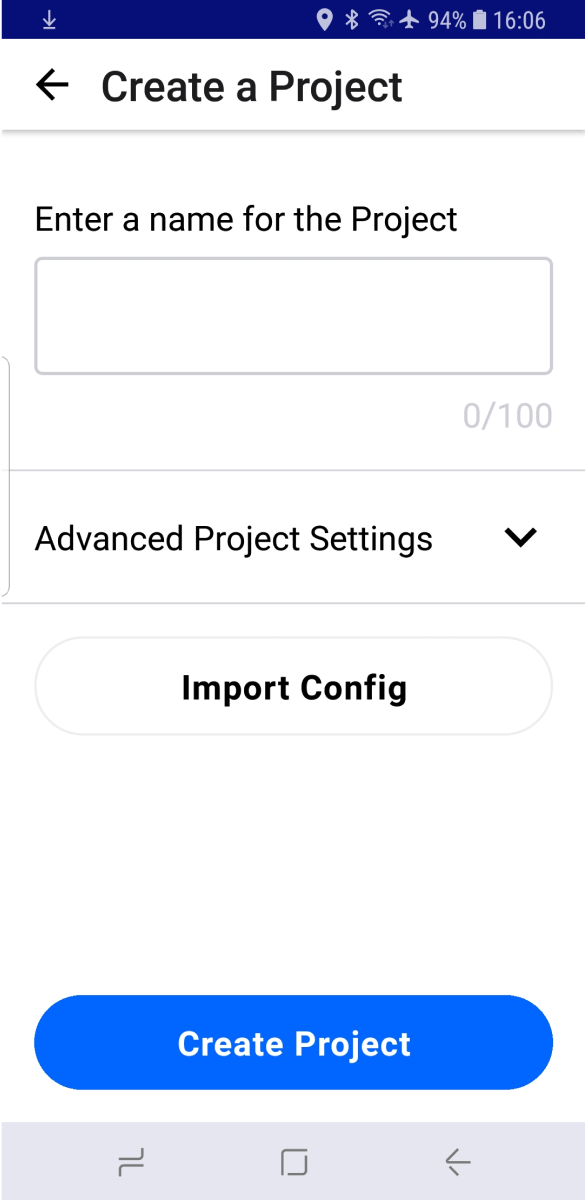 94% 16:06
Create a Project
Enter a name for the Project
0/100
Advanced Project Settings
Import Config
Create Project